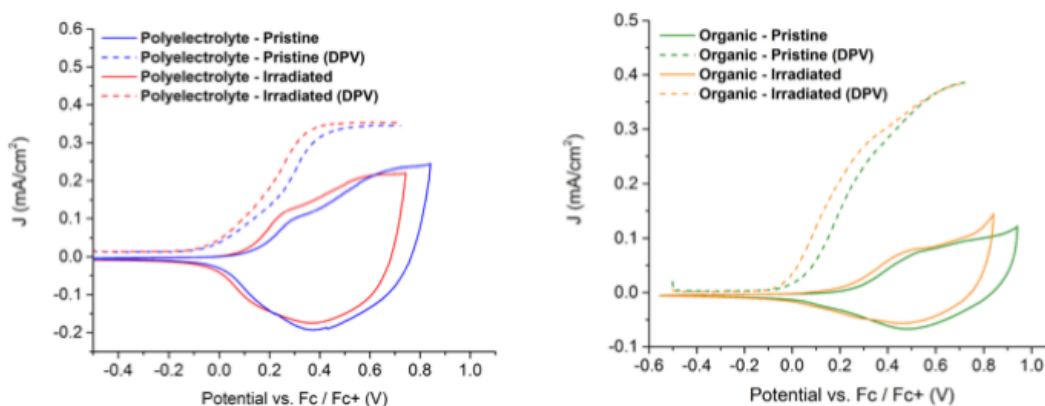 0.6
0.5
0.4
0.3
0.2
0.1
0.0
-0.1
-0.2
J (mA/cm²)
Polyelectrolyte - Pristine
Polyelectrolyte - Pristine (DPV)
Polyelectrolyte - Irradiated
Polyelectrolyte - Irradiated (DPV)
-0.4 -0.2 0.0 0.2 0.4 0.6 0.8 1.0
Potential vs. Fc / Fc+ (V)
0.5
0.4
0.3
0.2
0.1
0.0
-0.1
J (mA/cm²)
Organic - Pristine
Organic - Pristine (DPV)
Organic - Irradiated
Organic - Irradiated (DPV)
-0.6 -0.4 -0.2 0.0 0.2 0.4 0.6 0.8 1.0
Potential vs. Fc / Fc+ (V)